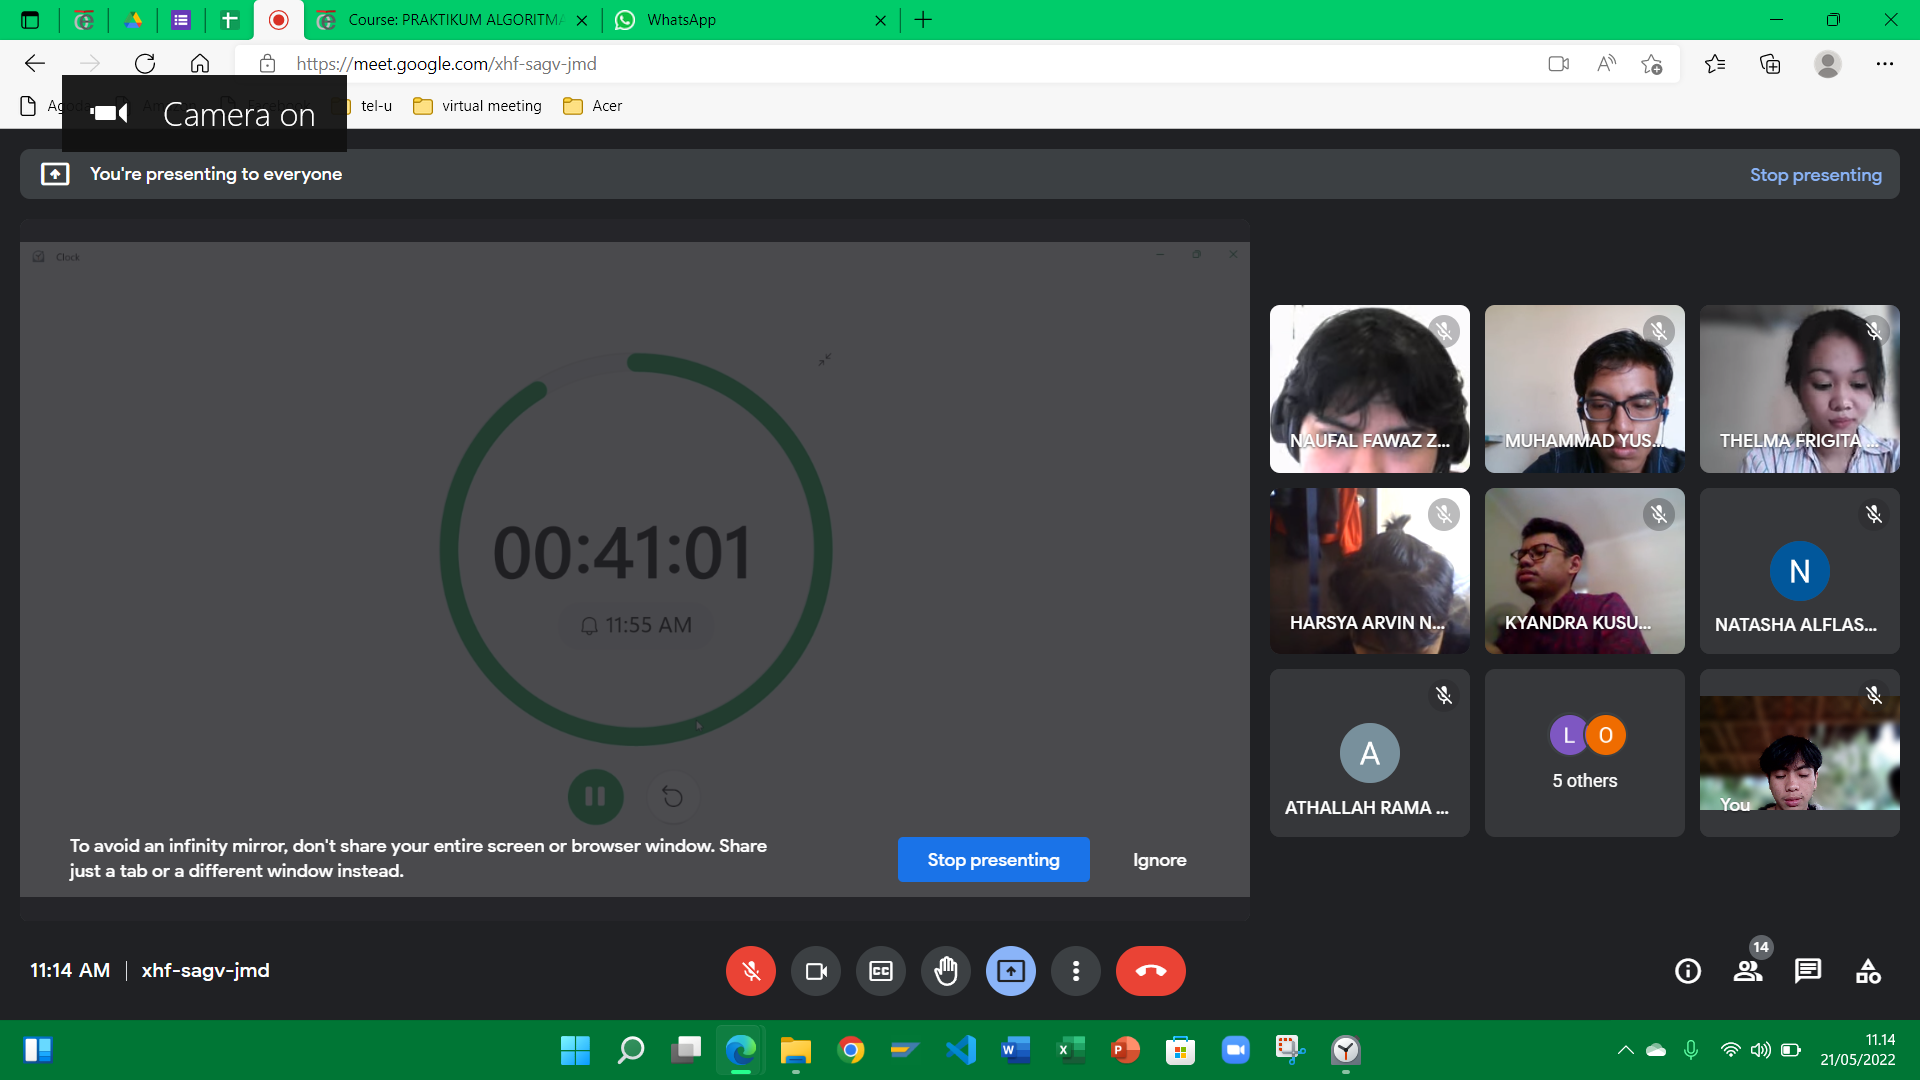 Course: PRAKTIKUM ALGORITMA
WhatsApp
https://meet.google.com/xhf-sagv-jmd
tel-u
virtual meeting
Acer
Camera on
You're presenting to everyone
Stop presenting
Clock
00:41:01
11:55 AM
To avoid an infinity mirror, don't share your entire screen or browser window. Share
just a tab or a different window instead.
Stop presenting
Ignore
NAUFAL FAWAZ Z...
MUHAMMAD YUS...
THELMA FRIGITA ...
HARSYA ARVIN N...
KYANDRA KUSU...
N
NATASHA ALFLAS...
A
ATHALLAH RAMA ...
L O
5 others
You
11:14 AM | xhf-sagv-jmd
CC
14
11.14
21/05/2022